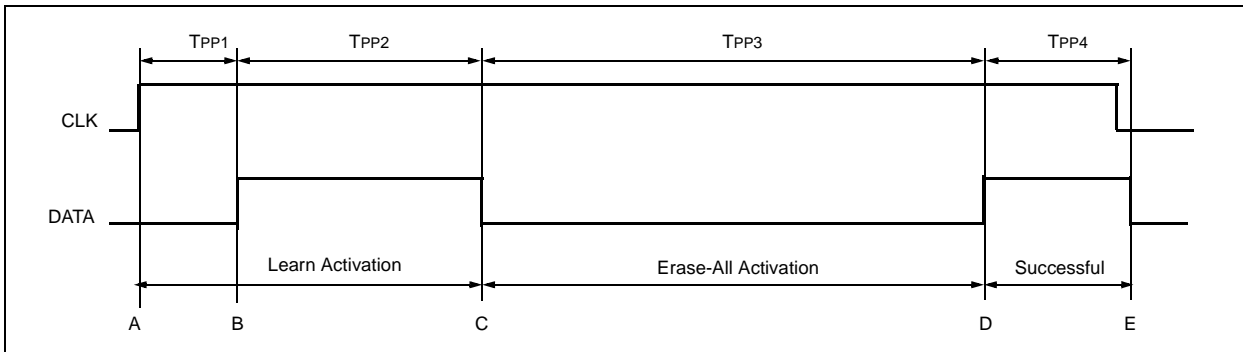 TPP1 TPP2 TPP3 TPP4
CLK
DATA
Learn Activation Erase-All Activation Successful
A B C D E